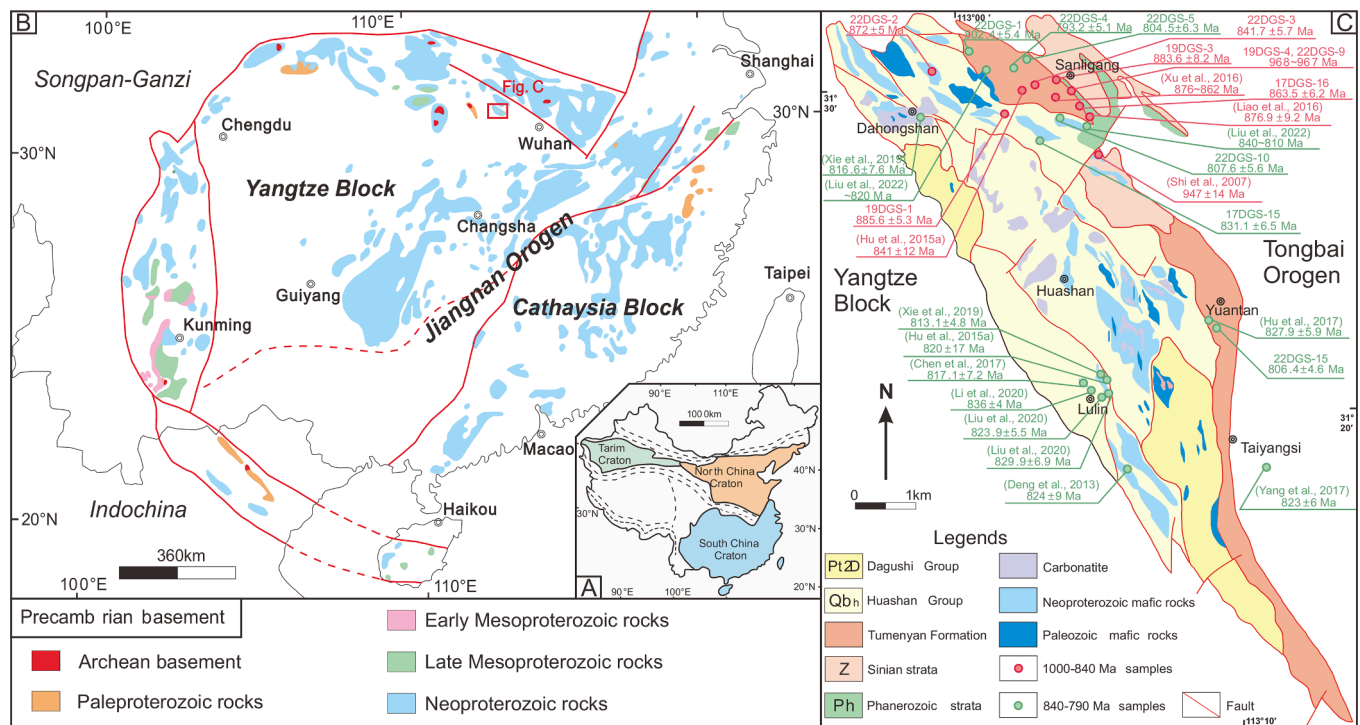 B
100°E
110°E
Songpan-Ganzi
Shanghai
Fig. C
Chengdu
Wuhan
30°N
30°N
Yangtze Block
Changsha
Jiangnan Orogen
Taipei
Guiyang
Cathaysia Block
Kunming
Macao
Indochina
20°N
Haikou
360km
100°E
110°E
90°E
110°E
100 0km
Tarim
Craton
North China
Craton
40°N
30°N
30°N
South China
Craton
20°N
A
90°E
100°E
Precamb rian basement
Archean basement
Paleproterozoic rocks
Early Mesoproterozoic rocks
Late Mesoproterozoic rocks
Neoproterozoic rocks
C
113°00′
22DGS-2
872±5 Ma
22DGS-1
802.4±5.4 Ma
22DGS-4
793.2±5.1 Ma
22DGS-5
804.5±6.3 Ma
22DGS-3
841.7±5.7 Ma
19DGS-3
883.6±8.2 Ma
19DGS-4, 22DGS-9
968~967 Ma
Sanligang
(Xu et al., 2016)
876~862 Ma
17DGS-16
863.5±6.2 Ma
31°
30′
(Liao et al., 2016)
876.9±9.2 Ma
Dahongshan
(Liu et al., 2022)
840~810 Ma
(Xie et al., 2019)
816.6±7.6 Ma
22DGS-10
807.6±5.6 Ma
(Liu et al., 2022)
~820 Ma
(Shi et al., 2007)
947±14 Ma
19DGS-1
885.6±5.3 Ma
17DGS-15
831.1±6.5 Ma
(Hu et al., 2015a)
841±12 Ma
Tongbai
Orogen
Yangtze
Block
Huashan
Yuantan
(Xie et al., 2019)
813.1±4.8 Ma
(Hu et al., 2017)
827.9±5.9 Ma
(Hu et al., 2015a)
820±17 Ma
22DGS-15
806.4±4.6 Ma
(Chen et al., 2017)
817.1±7.2 Ma
(Li et al., 2020)
836±4 Ma
Lulin
N
31°
20′
(Liu et al., 2020)
823.9±5.5 Ma
Taiyangsi
(Liu et al., 2020)
829.9±6.9 Ma
(Deng et al., 2013)
824±9 Ma
(Yang et al., 2017)
823±6 Ma
0 1km
Legends
Pt2D Dagushi Group
Carbonatite
Qbh Huashan Group
Neoproterozoic mafic rocks
Tumenyan Formation
Paleozoic mafic rocks
Z Sinian strata
1000-840 Ma samples
Ph Phanerozoic strata
840-790 Ma samples
Fault
113°10′